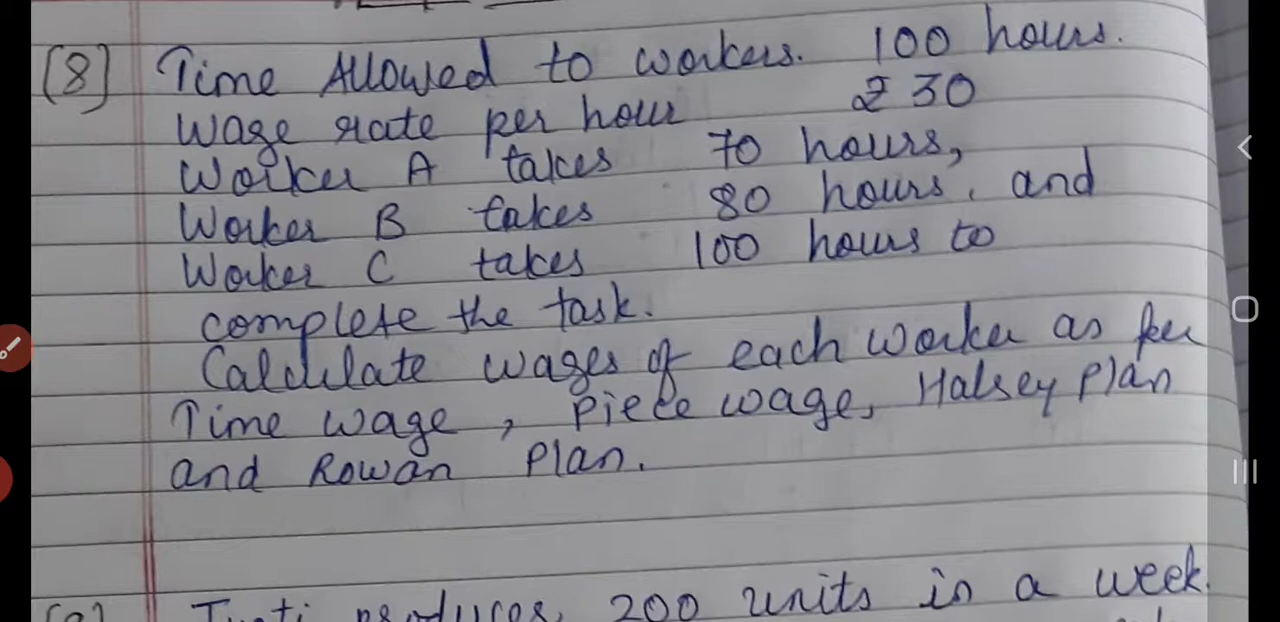 (8) Time Allowed to workers. 100 hours.
Wage rate per hour ₹ 30
Worker A takes 70 hours,
Worker B takes 80 hours, and
Worker C takes 100 hours to
complete the task.
Calculate wages of each worker as per
Time wage, Piece wage, Halsey Plan
and Rowan Plan.
produces 200 units in a week.